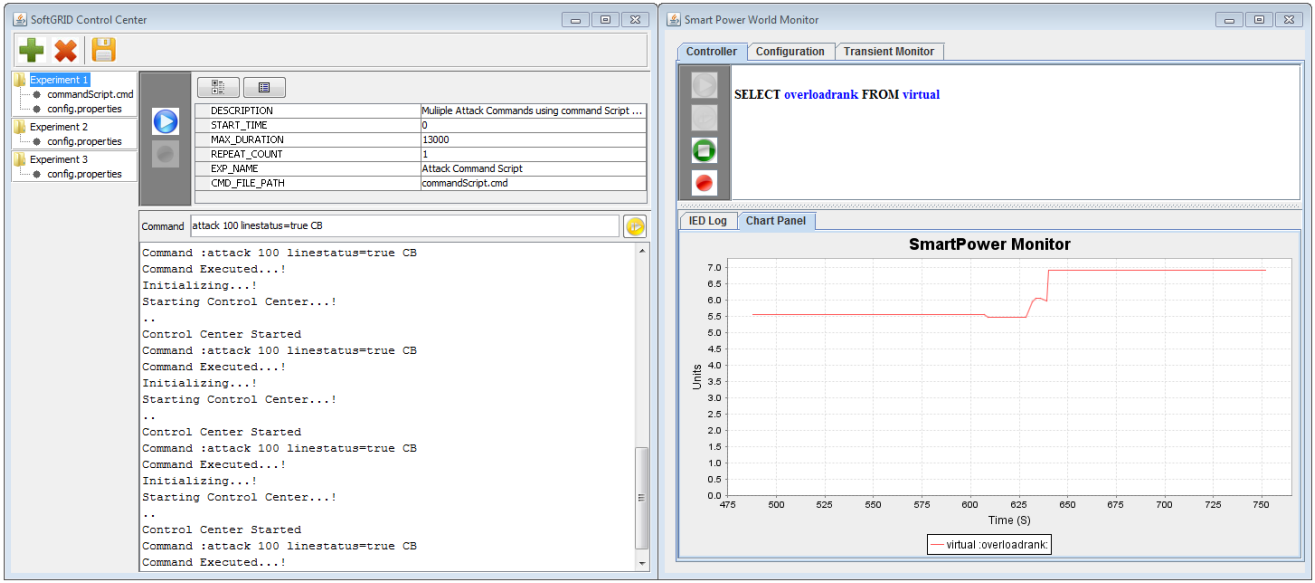 SoftGRID Control Center
Experiment 1
commandScript.cmd
config.properties
Experiment 2
config.properties
Experiment 3
config.properties
DESCRIPTION Muliiple Attack Commands using command Script ...
START_TIME 0
MAX_DURATION 13000
REPEAT_COUNT 1
EXP_NAME Attack Command Script
CMD_FILE_PATH commandScript.cmd
Command attack 100 linestatus=true CB
Command :attack 100 linestatus=true CB
Command Executed...!
Initializing...!
Starting Control Center...!
..
Control Center Started
Command :attack 100 linestatus=true CB
Command Executed...!
Initializing...!
Starting Control Center...!
..
Control Center Started
Command :attack 100 linestatus=true CB
Command Executed...!
Initializing...!
Starting Control Center...!
..
Control Center Started
Command :attack 100 linestatus=true CB
Command Executed...!
Smart Power World Monitor
Controller Configuration Transient Monitor
SELECT overloadrank FROM virtual
IED Log Chart Panel
SmartPower Monitor
7.0
6.5
6.0
5.5
5.0
4.5
4.0
3.5
3.0
2.5
2.0
1.5
1.0
0.5
0.0
Units
475 500 525 550 575 600 625 650 675 700 725 750
Time (S)
virtual :overloadrank: